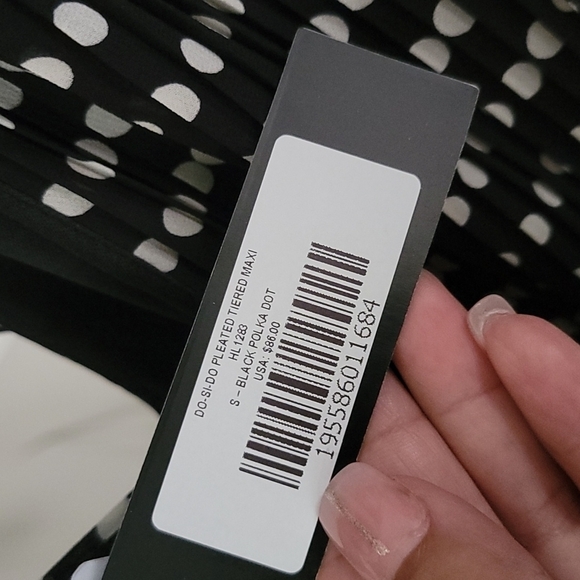 DO-SI-DO PLEATED TIERED MAXI
HL1283
S - BLACK POLKA DOT
USA: $86.00
195586011684